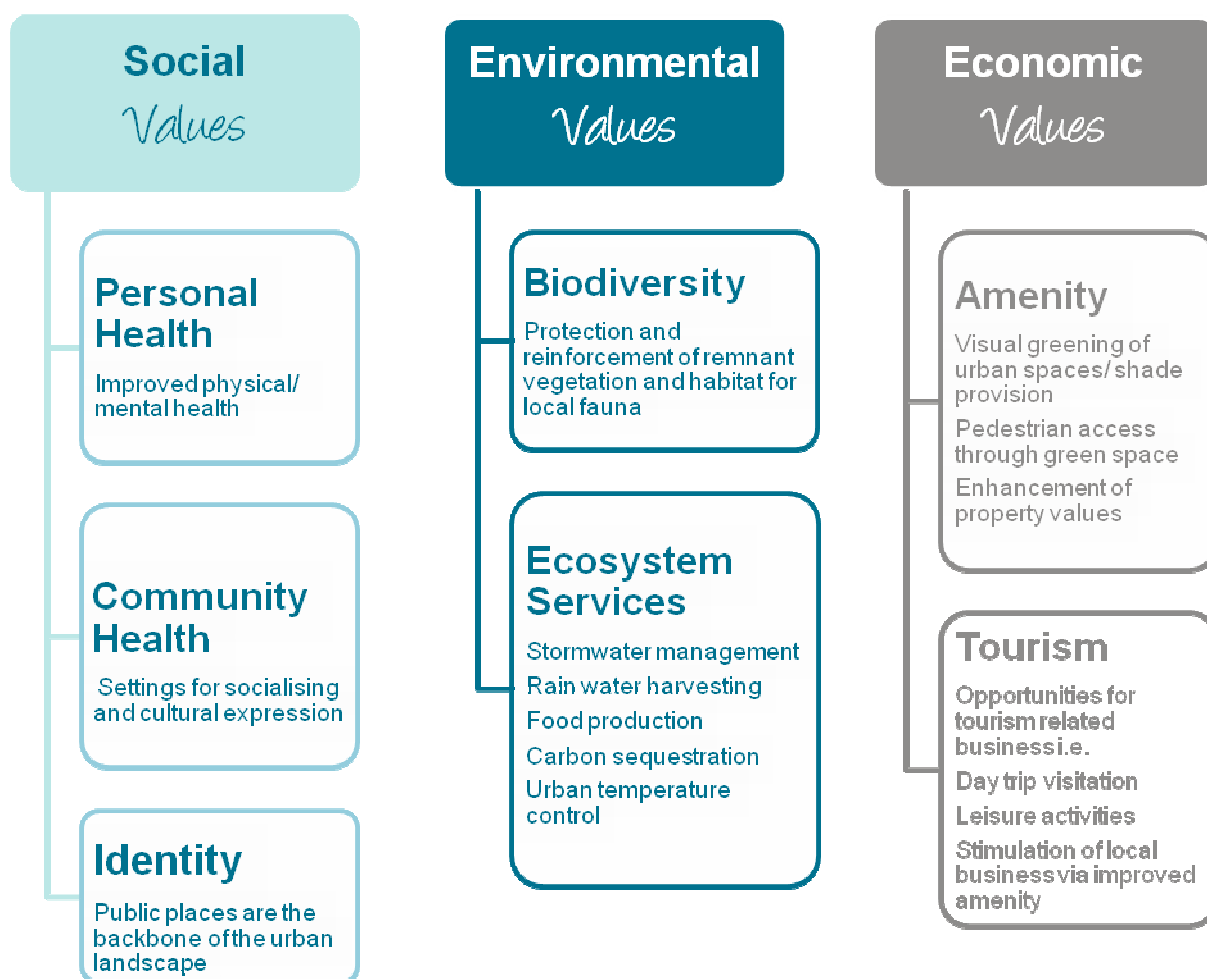 Social
Values
Personal
Health
Improved physical/
mental health
Community
Health
Settings for socialising
and cultural expression
Identity
Public places are the
backbone of the urban
landscape
Environmental
Values
Biodiversity
Protection and
reinforcement of remnant
vegetation and habitat for
local fauna
Ecosystem
Services
Stormwater management
Rain water harvesting
Food production
Carbon sequestration
Urban temperature
control
Economic
Values
Amenity
Visual greening of
urban spaces/ shade
provision
Pedestrian access
through green space
Enhancement of
property values
Tourism
Opportunities for
tourism related
business i.e.
Day trip visitation
Leisure activities
Stimulation of local
business via improved
amenity